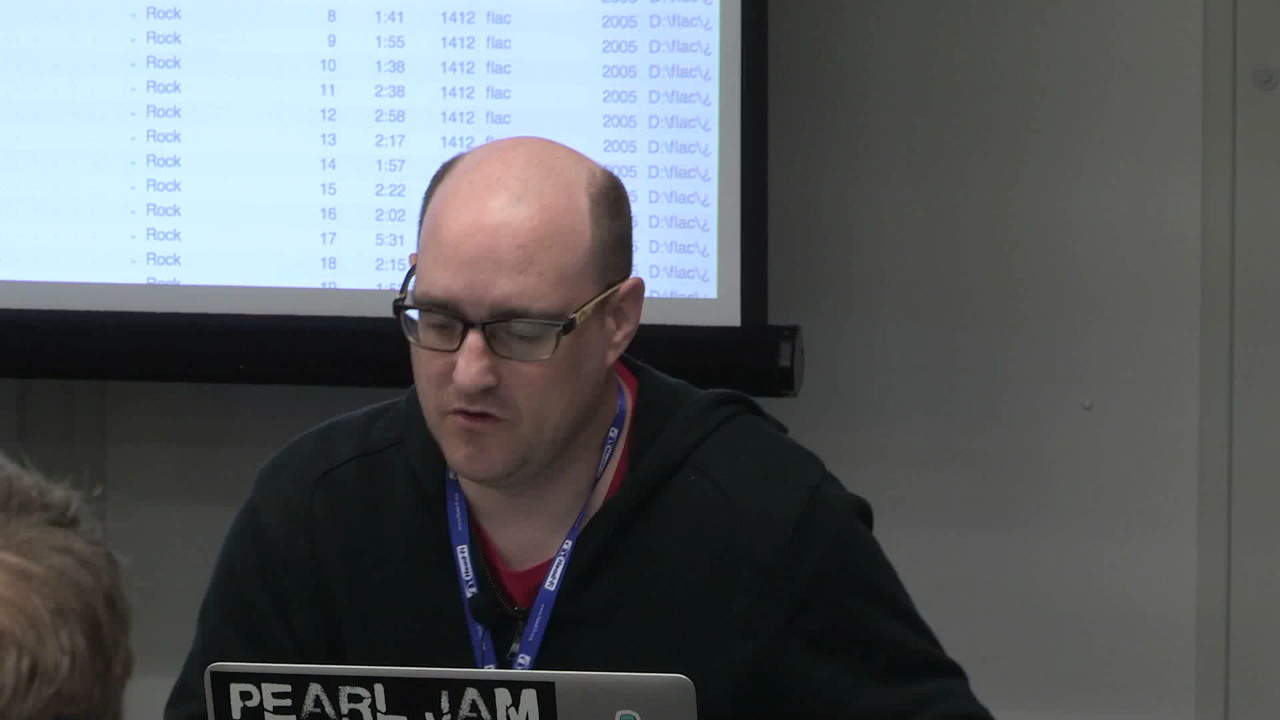 Rock 8 1:41 1412 flac 2005 D:\flac\¿
Rock 9 1:55 1412 flac 2005 D:\flac\¿
Rock 10 1:38 1412 flac 2005 D:\flac\¿
Rock 11 2:38 1412 flac 2005 D:\flac\¿
Rock 12 2:58 1412 flac 2005 D:\flac\¿
Rock 13 2:17 1412 2005 D:\flac\¿
Rock 14 1:57 D:\flac\¿
Rock 15 2:22 D:\flac\¿
Rock 16 2:02 D:\flac\¿
Rock 17 5:31 D:\flac\¿
Rock 18 2:15 D:\flac\¿
Rock
PEARL JAM